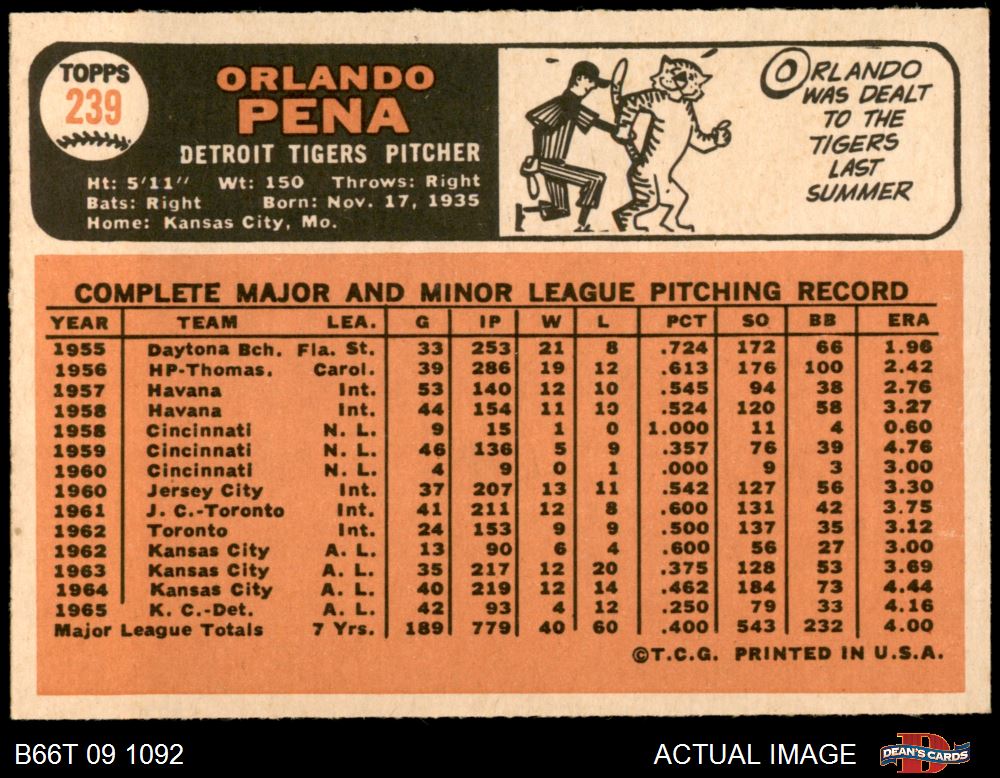 TOPPS
239
ORLANDO
PENA
DETROIT TIGERS PITCHER
Ht: 5'11" Wt: 150 Throws: Right
Bats: Right Born: Nov. 17, 1935
Home: Kansas City, Mo.
ORLANDO
WAS DEALT
TO THE
TIGERS
LAST
SUMMER
COMPLETE MAJOR AND MINOR LEAGUE PITCHING RECORD
YEAR TEAM LEA. G IP W L PCT SO BB ERA
1955 Daytona Bch. Fla. St. 33 253 21 8 .724 172 66 1.96
1956 HP-Thomas. Carol. 39 286 19 12 .613 176 100 2.42
1957 Havana Int. 53 140 12 10 .545 94 38 2.76
1958 Havana Int. 44 154 11 10 .524 120 58 3.27
1958 Cincinnati N. L. 9 15 1 0 1.000 11 4 0.60
1959 Cincinnati N. L. 46 136 5 9 .357 76 39 4.76
1960 Cincinnati N. L. 4 9 0 1 .000 9 3 3.00
1960 Jersey City Int. 37 207 13 11 .542 127 56 3.30
1961 J. C.-Toronto Int. 41 211 12 8 .600 131 42 3.75
1962 Toronto Int. 24 153 9 9 .500 137 35 3.12
1962 Kansas City A. L. 13 90 6 4 .600 56 27 3.00
1963 Kansas City A. L. 35 217 12 20 .375 128 53 3.69
1964 Kansas City A. L. 40 219 12 14 .462 184 73 4.44
1965 K. C.-Det. A. L. 42 93 4 12 .250 79 33 4.16
Major League Totals 7 Yrs. 189 779 40 60 .400 543 232 4.00
©T.C.G. PRINTED IN U.S.A.
B66T 09 1092 ACTUAL IMAGE DEAN'S CARDS